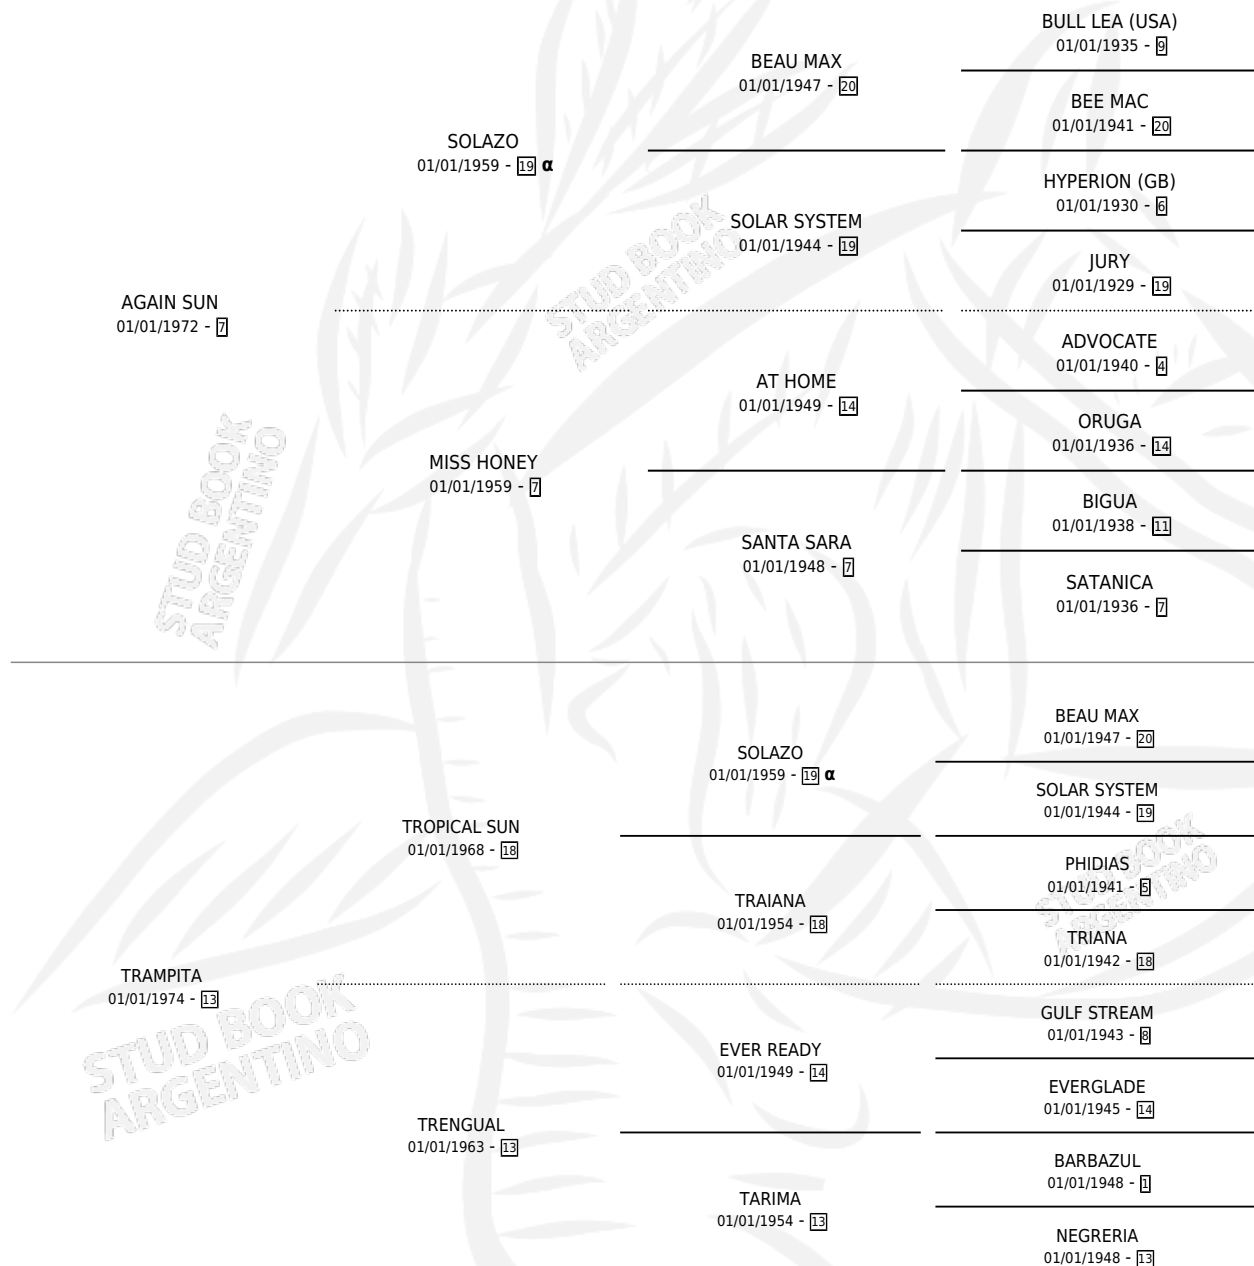 BULL LEA (USA)
01/01/1935 - 9
BEAU MAX
01/01/1947 - 20
BEE MAC
01/01/1941 - 20
SOLAZO
01/01/1959 - 19 α
HYPERION (GB)
01/01/1930 - 6
SOLAR SYSTEM
01/01/1944 - 19
JURY
01/01/1929 - 19
AGAIN SUN
01/01/1972 - 7
ADVOCATE
01/01/1940 - 4
AT HOME
01/01/1949 - 14
ORUGA
01/01/1936 - 14
MISS HONEY
01/01/1959 - 7
BIGUA
01/01/1938 - 11
SANTA SARA
01/01/1948 - 7
SATANICA
01/01/1936 - 7
BEAU MAX
01/01/1947 - 20
SOLAZO
01/01/1959 - 19 α
SOLAR SYSTEM
01/01/1944 - 19
TROPICAL SUN
01/01/1968 - 18
PHIDIAS
01/01/1941 - 5
TRAIANA
01/01/1954 - 18
TRIANA
01/01/1942 - 18
TRAMPITA
01/01/1974 - 13
GULF STREAM
01/01/1943 - 8
EVER READY
01/01/1949 - 14
EVERGLADE
01/01/1945 - 14
TRENGUAL
01/01/1963 - 13
BARBAZUL
01/01/1948 - 1
TARIMA
01/01/1954 - 13
NEGRERIA
01/01/1948 - 13
STUD BOOK
ARGENTINO
STUD BOOK
ARGENTINO
STUD BOOK
ARGENTINO
STUD BOOK
ARGENTINO